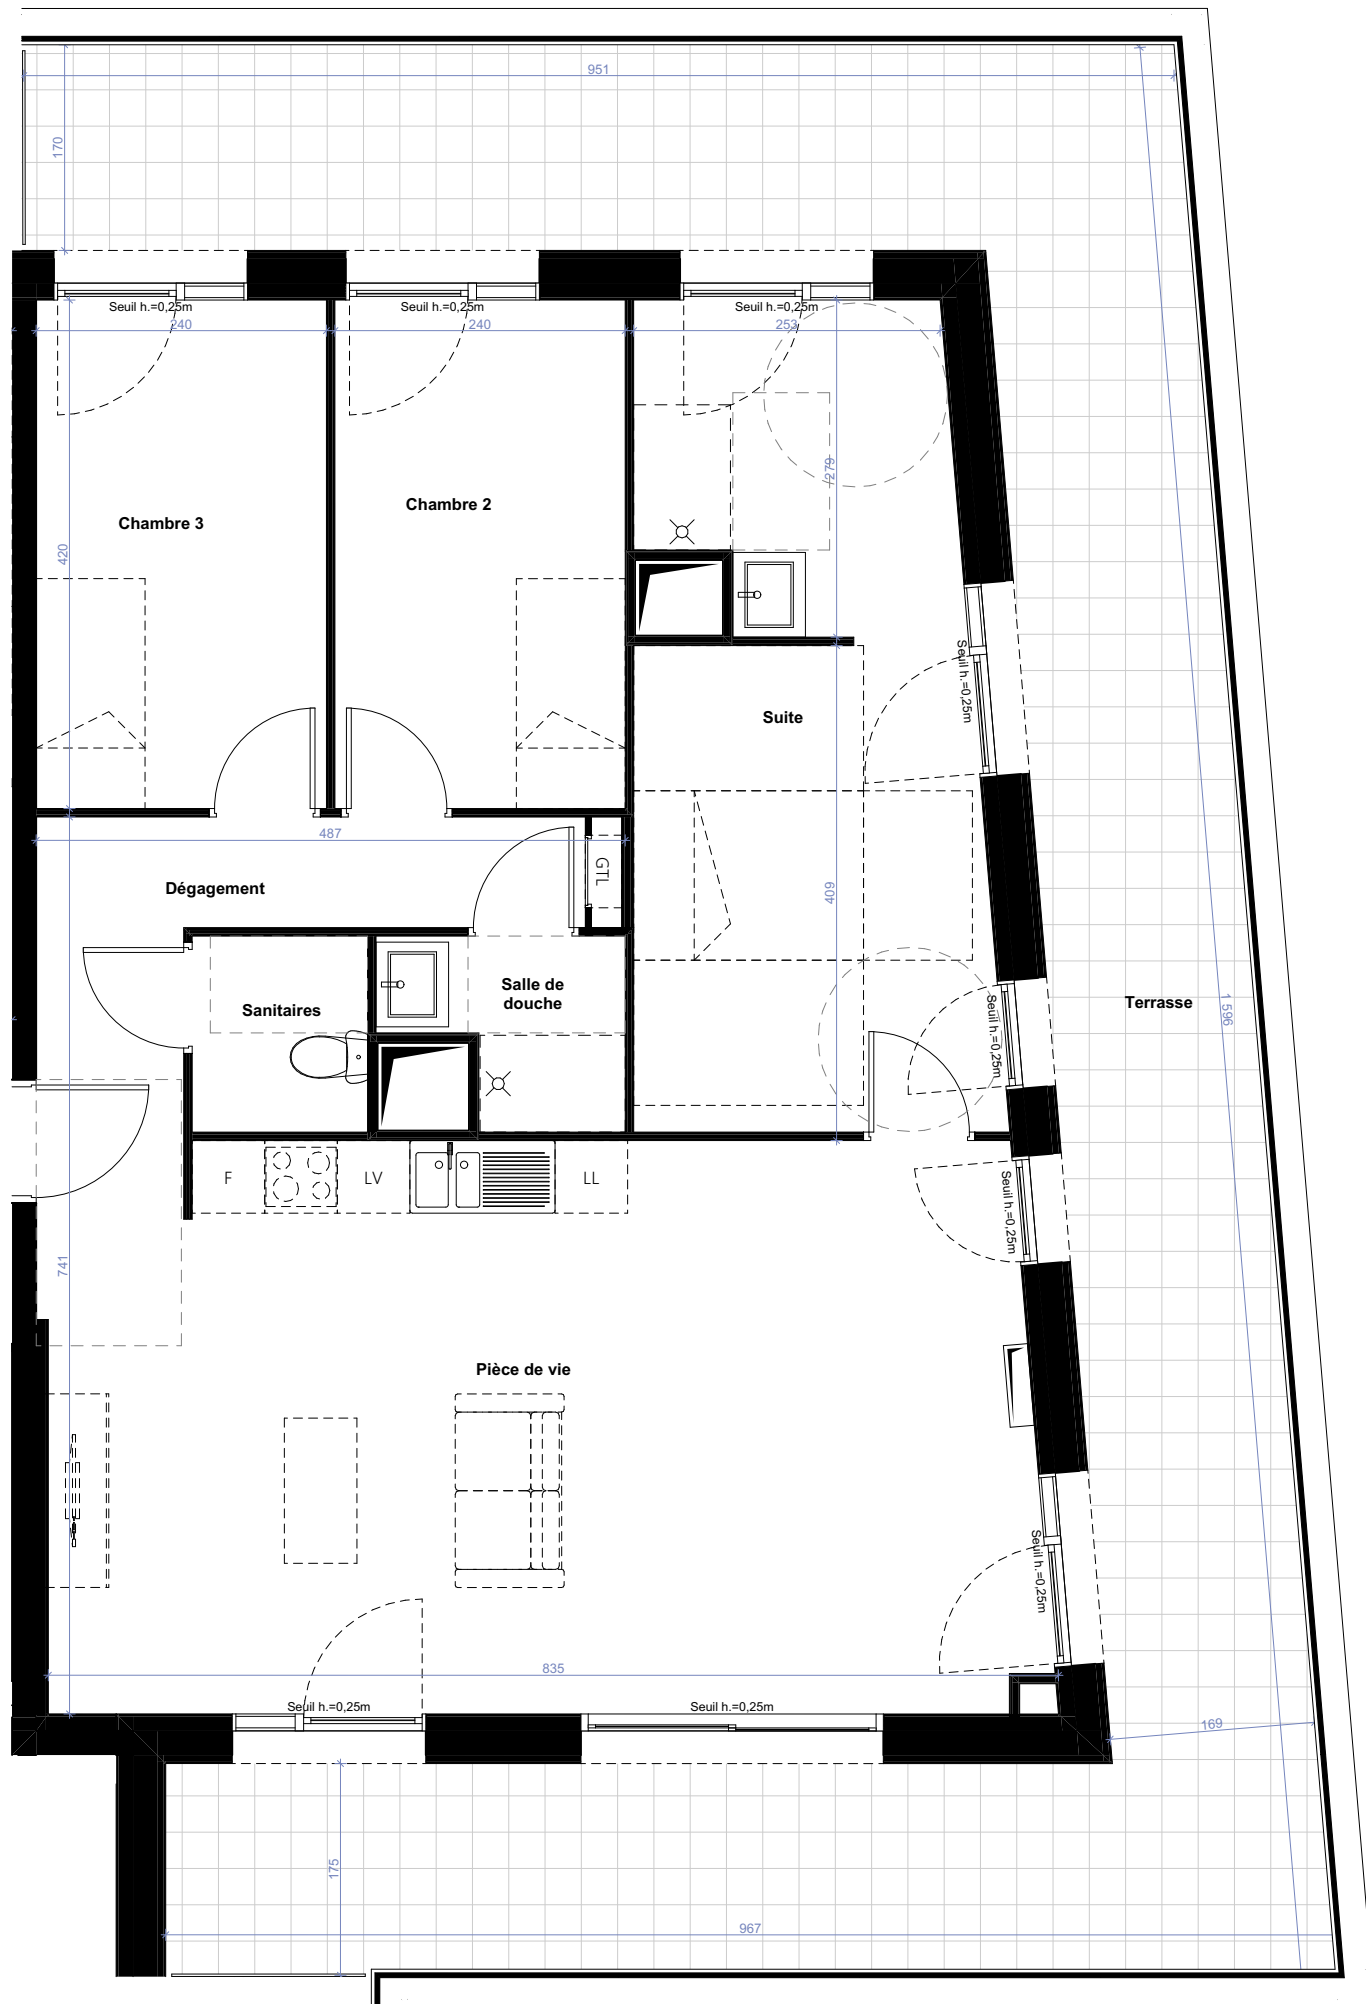 951
170
Seuil h.=0,25m
Seuil h.=0,25m
Seuil h.=0,25m
240
240
253
279
Chambre 3
Chambre 2
420
Seuil h.=0,25m
Suite
487
GTL
Dégagement
409
Salle de
douche
Sanitaires
Seuil h.=0,25m
Terrasse
1 596
F
LV
LL
Seuil h.=0,25m
741
Pièce de vie
Seuil h.=0,25m
835
Seuil h.=0,25m
Seuil h.=0,25m
169
175
967